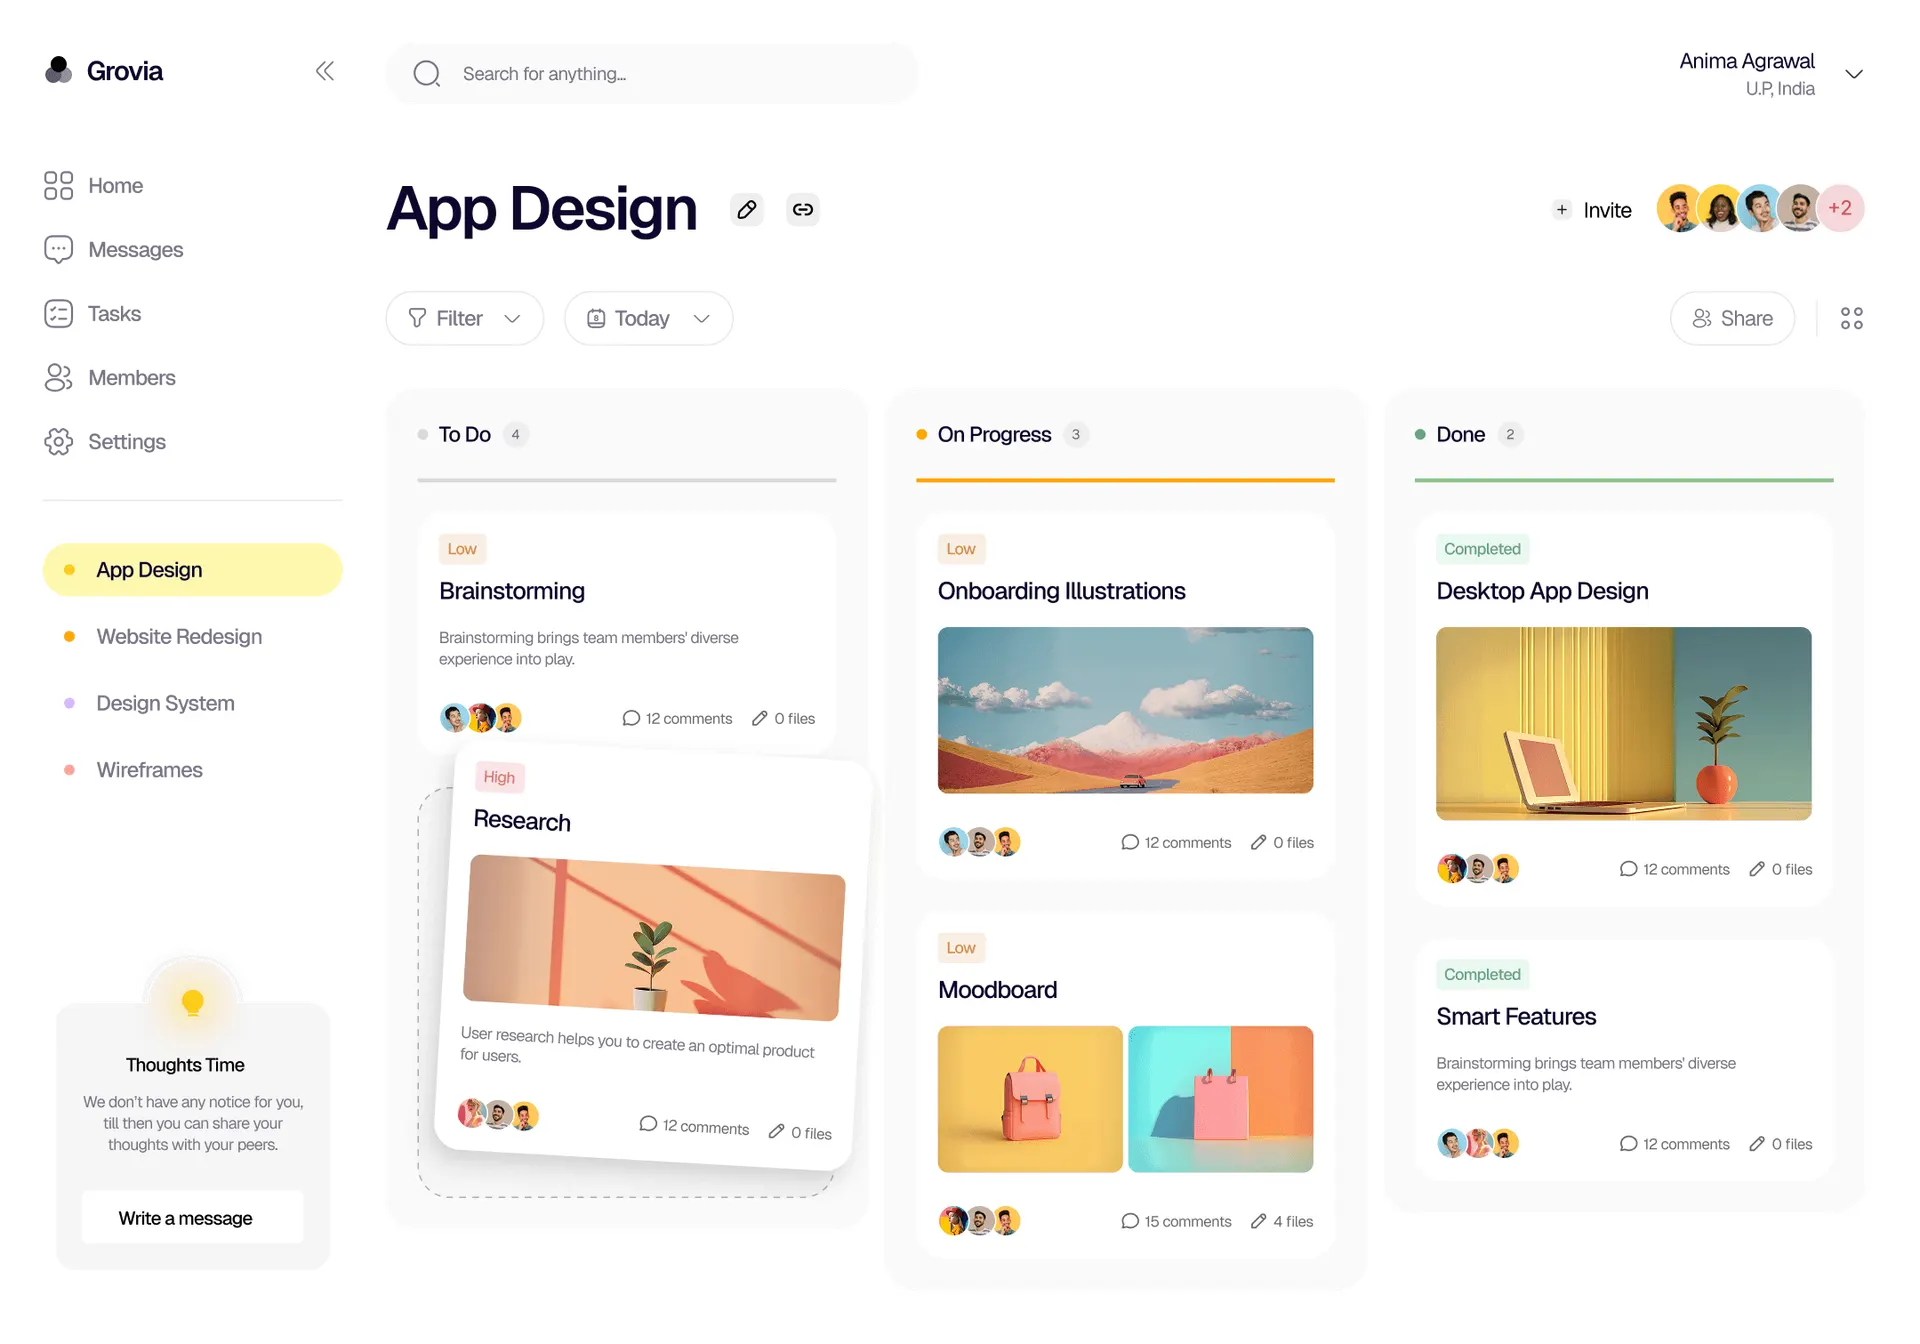 Grovia
Search for anything...
Anima Agrawal
U.P, India
Home
Messages
Tasks
Members
Settings
App Design
Website Redesign
Design System
Wireframes
Thoughts Time
We don't have any notice for you,
till then you can share your
thoughts with your peers.
Write a message
App Design
+ Invite
+2
Filter
8
Today
Share
To Do 4
Low
Brainstorming
Brainstorming brings team members' diverse
experience into play.
12 comments 0 files
High
Research
User research helps you to create an optimal product
for users.
12 comments 0 files
On Progress 3
Low
Onboarding Illustrations
12 comments 0 files
Low
Moodboard
15 comments 4 files
Done 2
Completed
Desktop App Design
12 comments 0 files
Completed
Smart Features
Brainstorming brings team members' diverse
experience into play.
12 comments 0 files